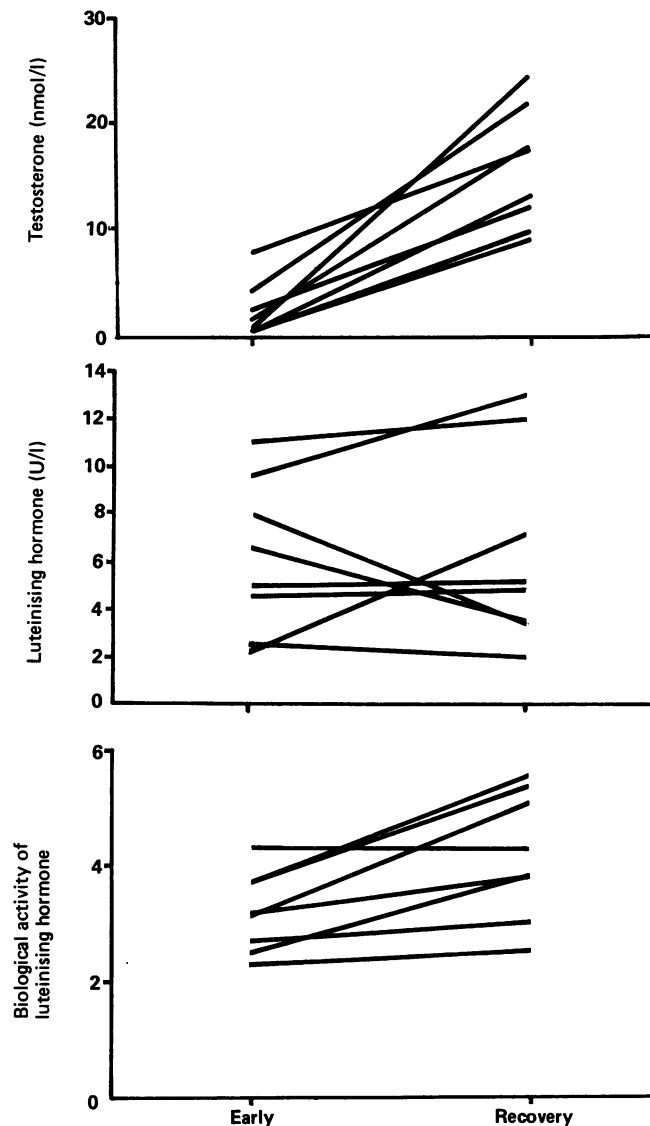 Testosterone (nmol/l)
30
20
10
0
Luteinising hormone (U/l)
14
12
10
8
6
4
2
0
Biological activity of
luteinising hormone
6
4
2
0
Early
Recovery